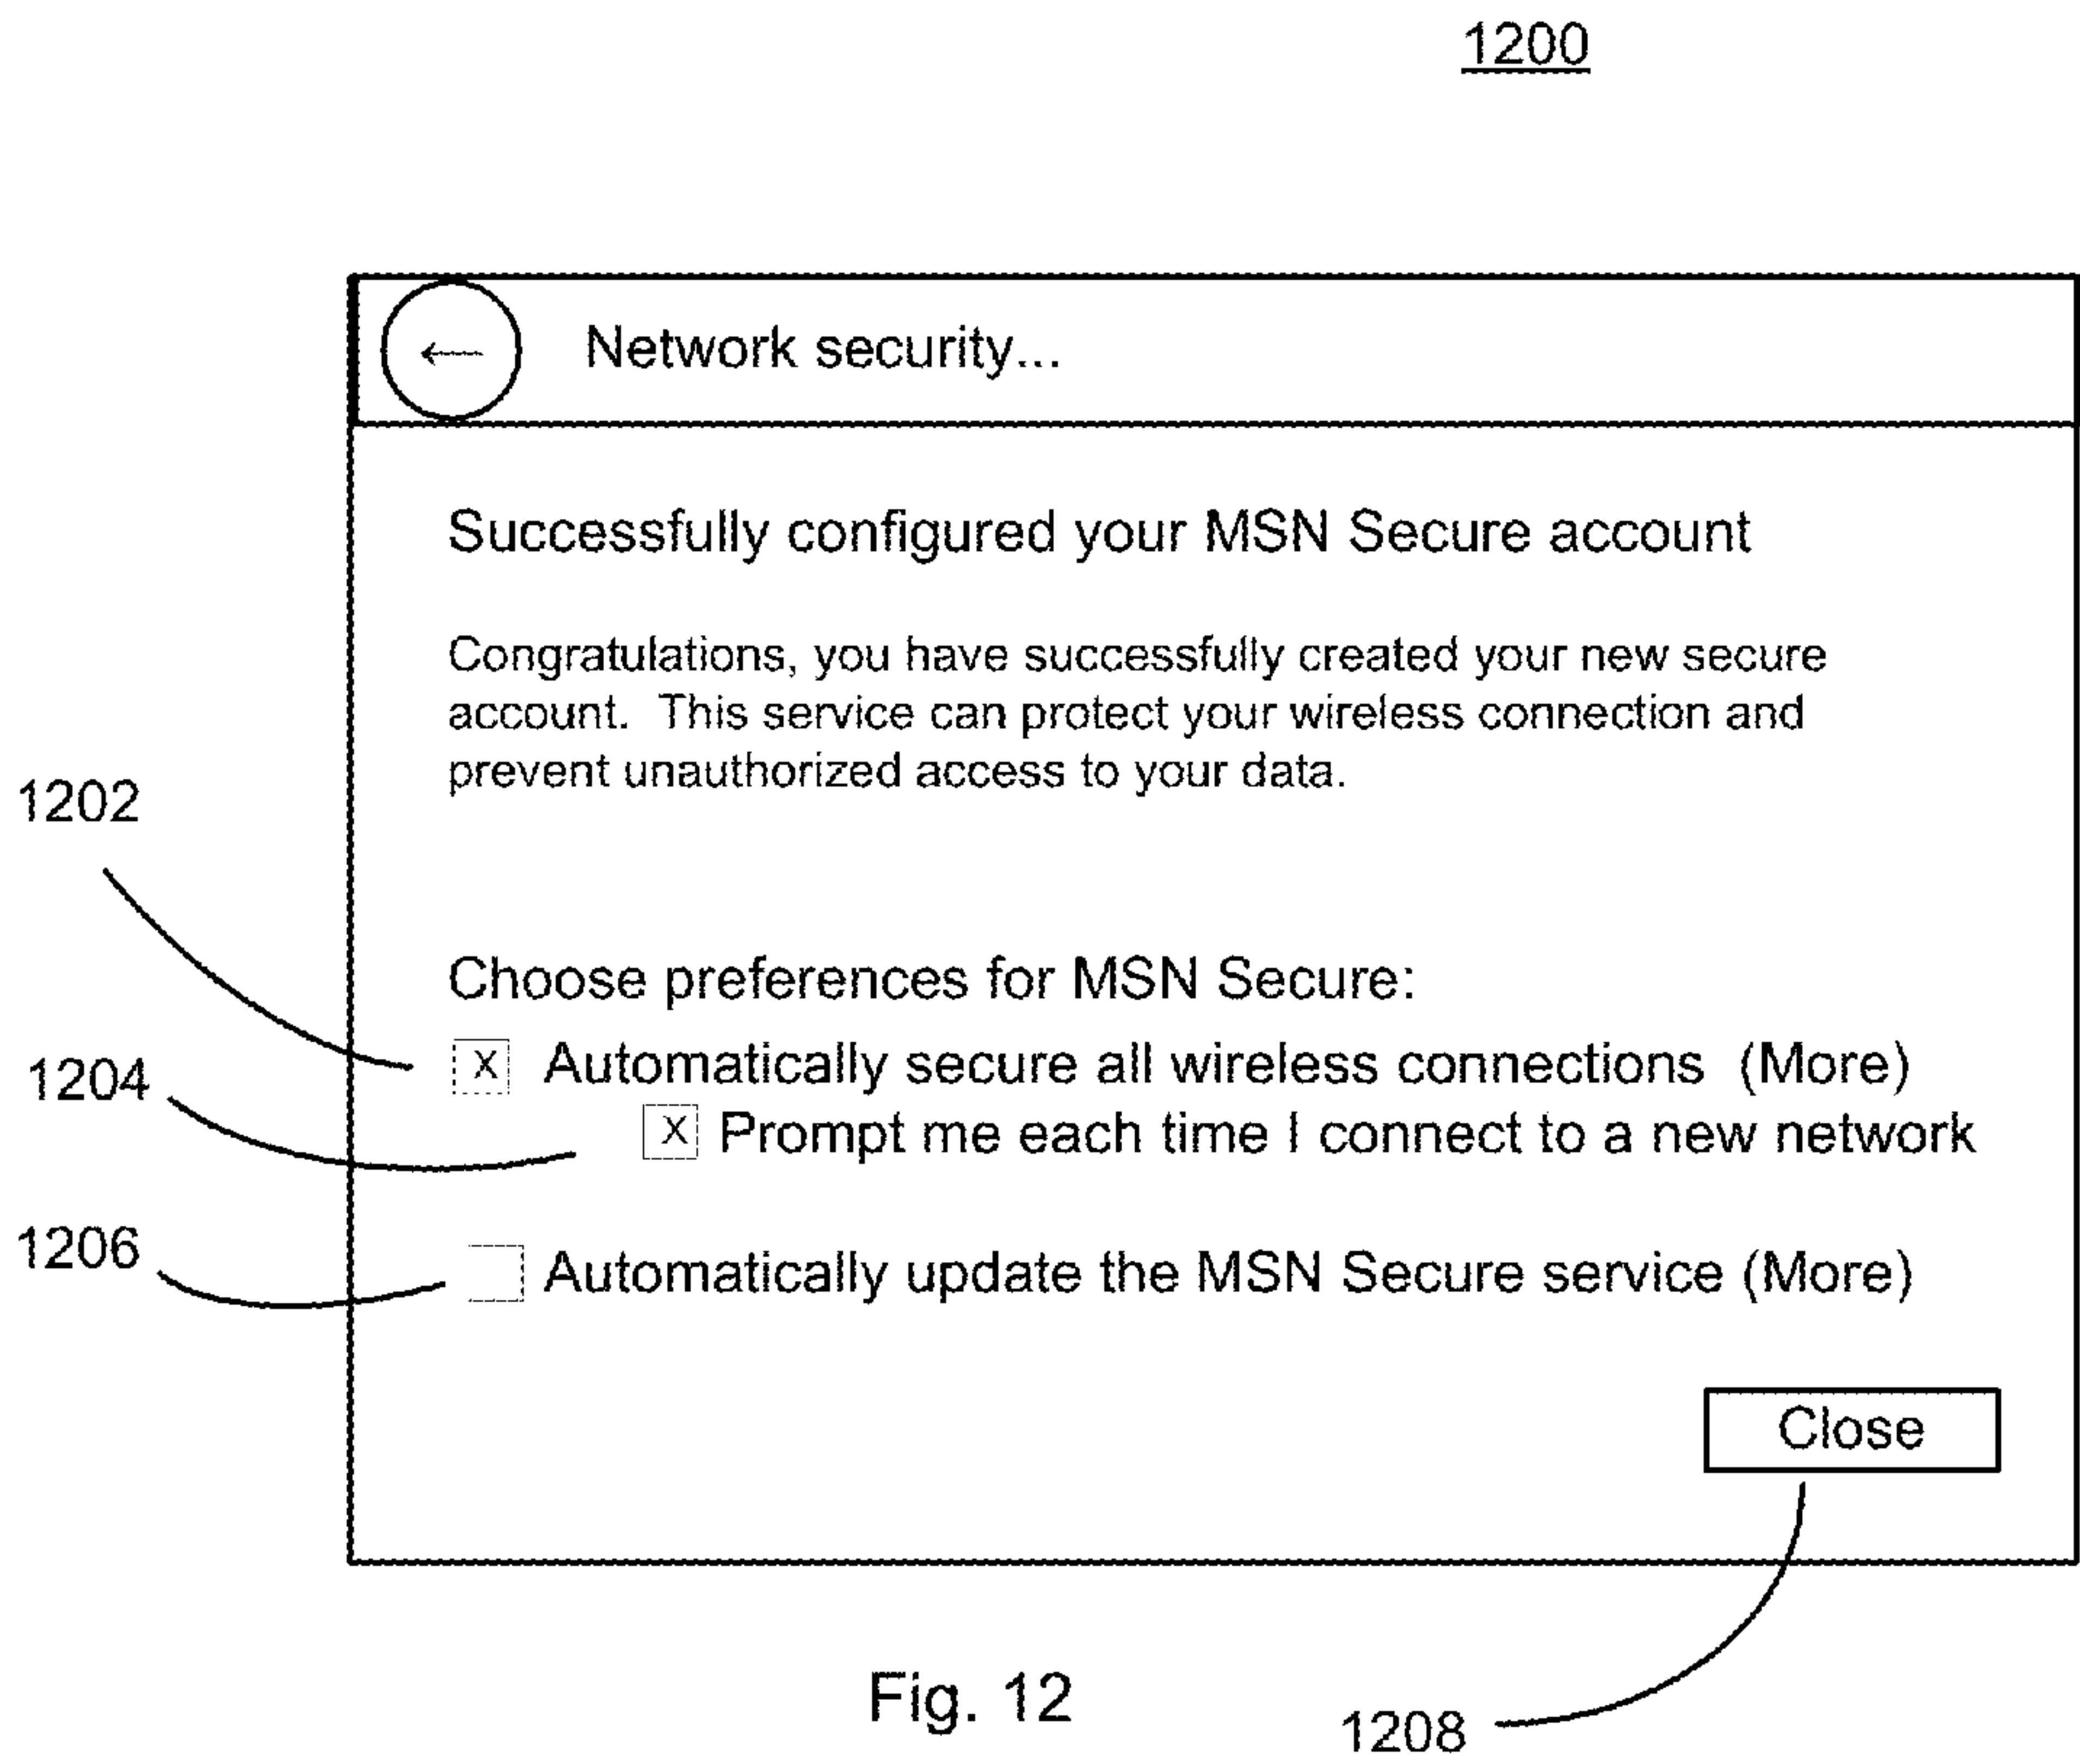 1200
← Network security...
Successfully configured your MSN Secure account
Congratulations, you have successfully created your new secure
account.  This service can protect your wireless connection and
prevent unauthorized access to your data.
1202
Choose preferences for MSN Secure:
X Automatically secure all wireless connections  (More)
1204
X Prompt me each time I connect to a new network
1206
Automatically update the MSN Secure service (More)
Close
Fig. 12
1208